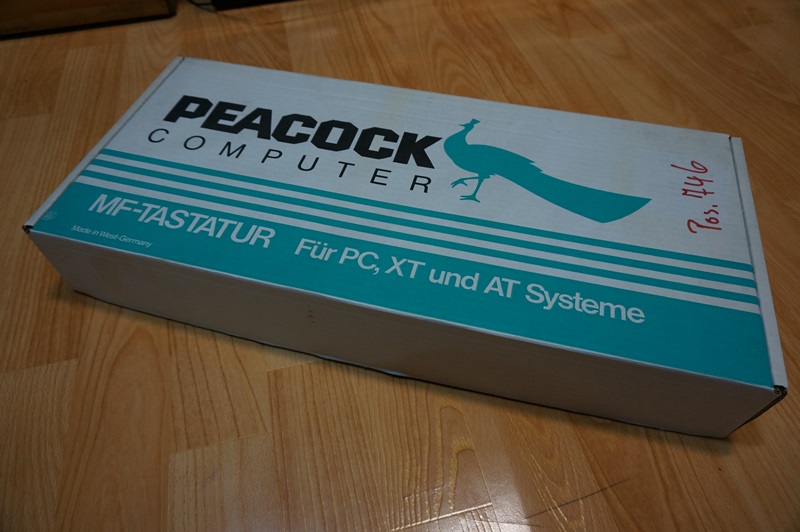 PEACOCK
COMPUTER
MF-TASTATUR Für PC, XT und AT Systeme
Made in West-Germany
Pos. 746